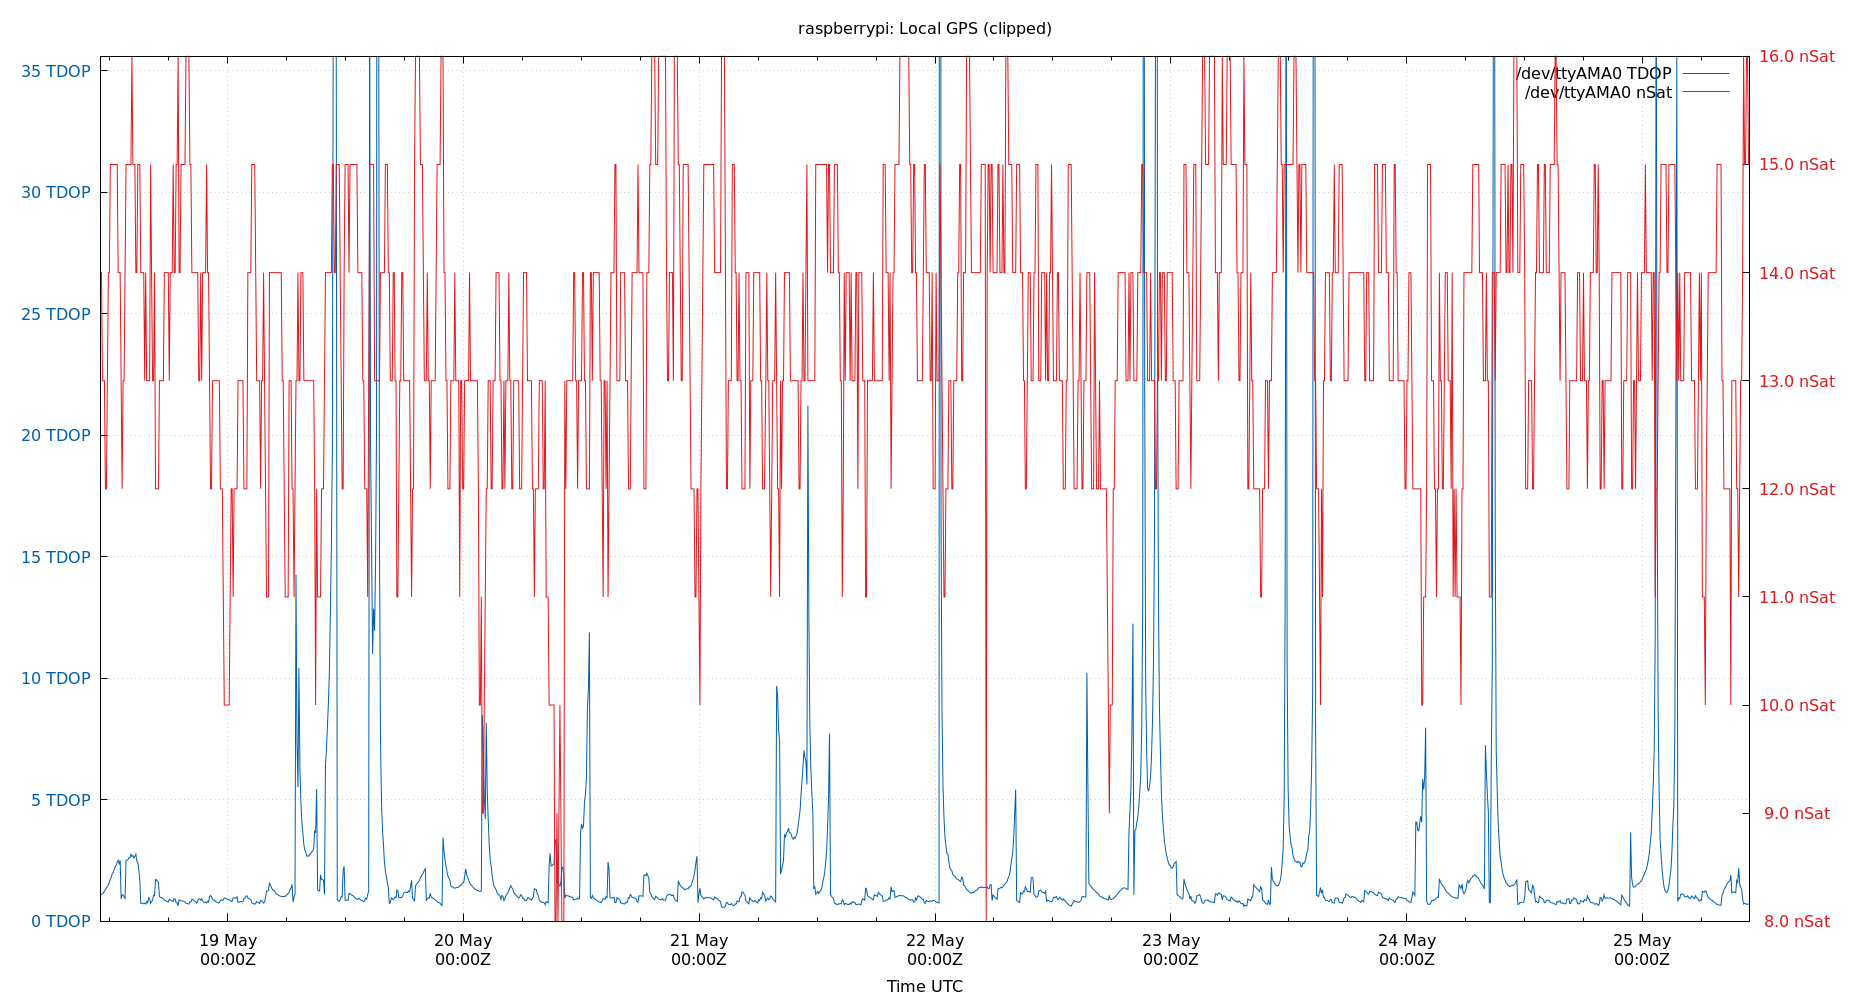 raspberrypi: Local GPS (clipped)
35 TDOP
30 TDOP
25 TDOP
20 TDOP
15 TDOP
10 TDOP
5 TDOP
0 TDOP
/dev/ttyAMA0 TDOP
/dev/ttyAMA0 nSat
16.0 nSat
15.0 nSat
14.0 nSat
13.0 nSat
12.0 nSat
11.0 nSat
10.0 nSat
9.0 nSat
8.0 nSat
19 May
00:00Z
20 May
00:00Z
21 May
00:00Z
22 May
00:00Z
23 May
00:00Z
24 May
00:00Z
25 May
00:00Z
Time UTC